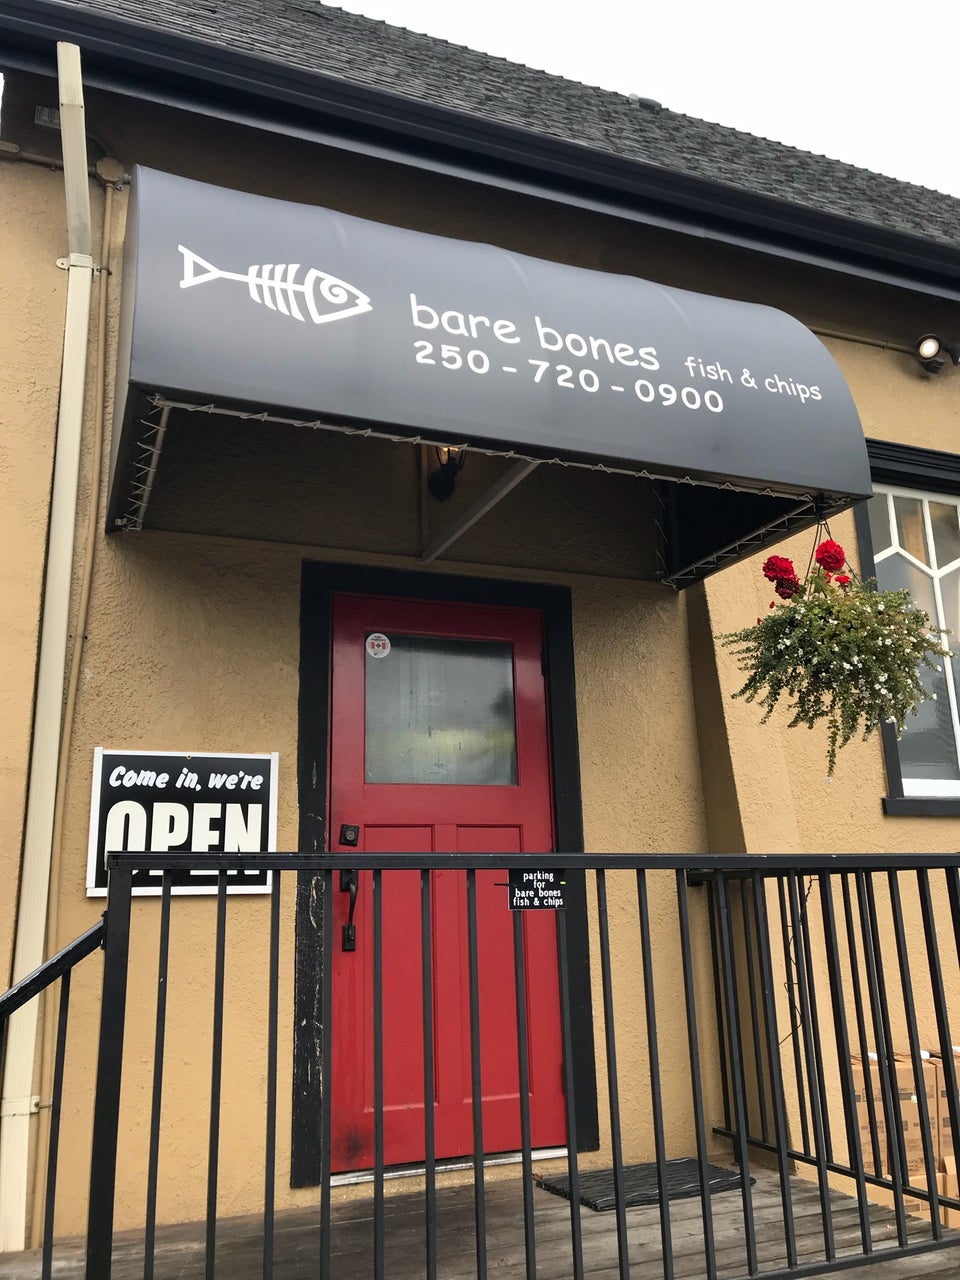 bare bones fish & chips
250-720-0900
Come in, we're
OPEN
parking
for
bare bones
fish & chips